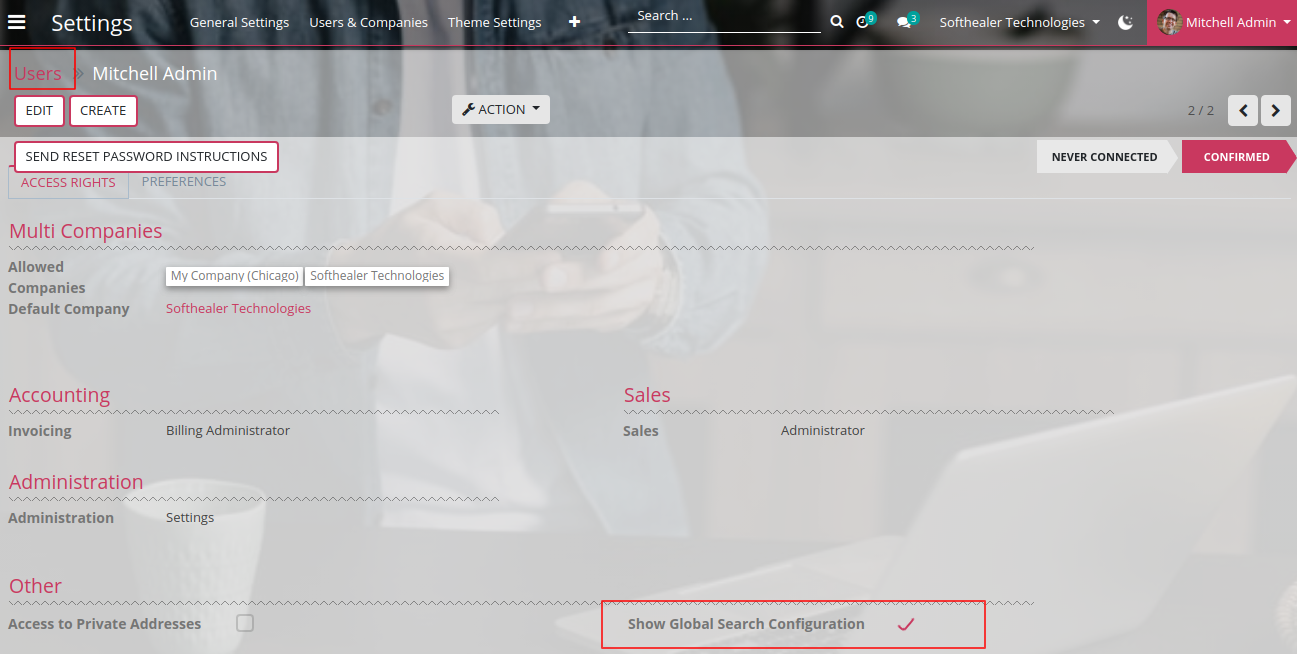 Settings General Settings Users & Companies Theme Settings Search ... 9 3 Softhealer Technologies Mitchell Admin
Users » Mitchell Admin
EDIT CREATE ACTION 2 / 2
SEND RESET PASSWORD INSTRUCTIONS NEVER CONNECTED CONFIRMED
ACCESS RIGHTS PREFERENCES
Multi Companies
Allowed
Companies
My Company (Chicago) Softhealer Technologies
Default Company Softhealer Technologies
Accounting Sales
Invoicing Billing Administrator Sales Administrator
Administration
Administration Settings
Other
Access to Private Addresses Show Global Search Configuration